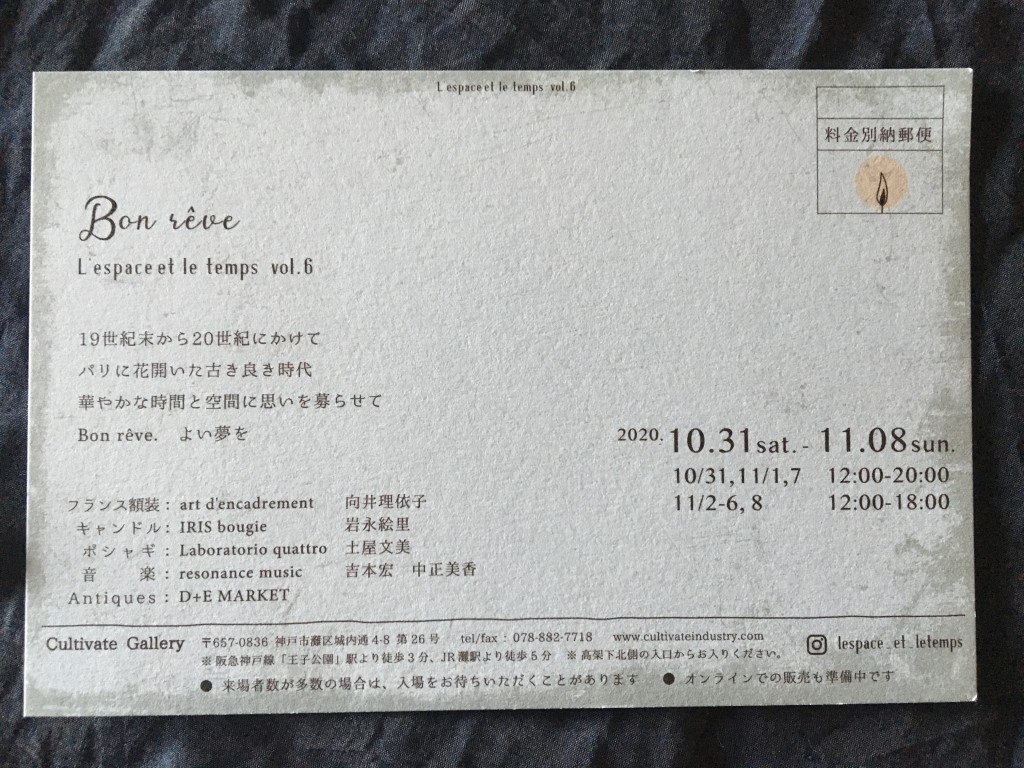 L'espace et le temps vol.6
料金別納郵便
Bon rêve
L'espace et le temps vol.6
19世紀末から20世紀にかけて
パリに花開いた古き良き時代
華やかな時間と空間に思いを募らせて
Bon rêve. よい夢を
2020. 10.31sat. - 11.08sun.
10/31,11/1,7 12:00-20:00
11/2-6, 8 12:00-18:00
フランス額装 : art d'encadrement 向井理依子
キャンドル : IRIS bougie 岩永絵里
ポシャギ : Laboratorio quattro 土屋文美
音 楽 : resonance music 吉本宏 中正美香
Antiques : D+E MARKET
Cultivate Gallery 〒657-0836 神戸市灘区城内通4-8 第26号 tel/fax : 078-882-7718 www.cultivateindustry.com
※阪急神戸線「王子公園」駅より徒歩3分、JR灘駅より徒歩5分 ※高架下北側の入口からお入りください。
lespace_et_letemps
● 来場者数が多数の場合は、入場をお待ちいただくことがあります ● オンラインでの販売も準備中です